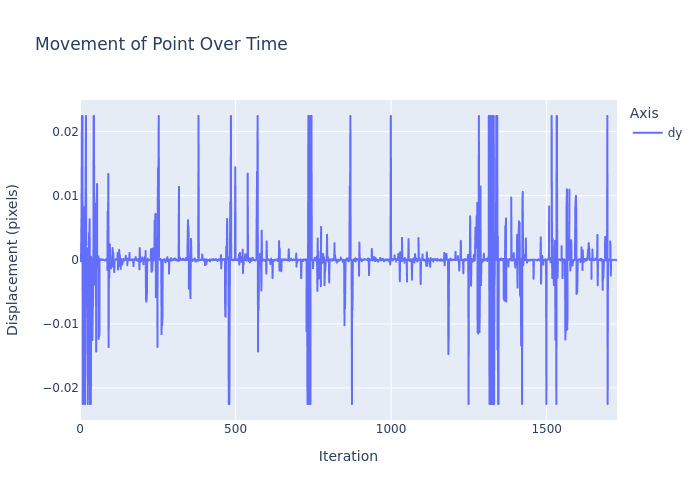 Movement of Point Over Time
Axis
dy
0.02
0.01
0
−0.01
−0.02
Displacement (pixels)
0
500
1000
1500
Iteration